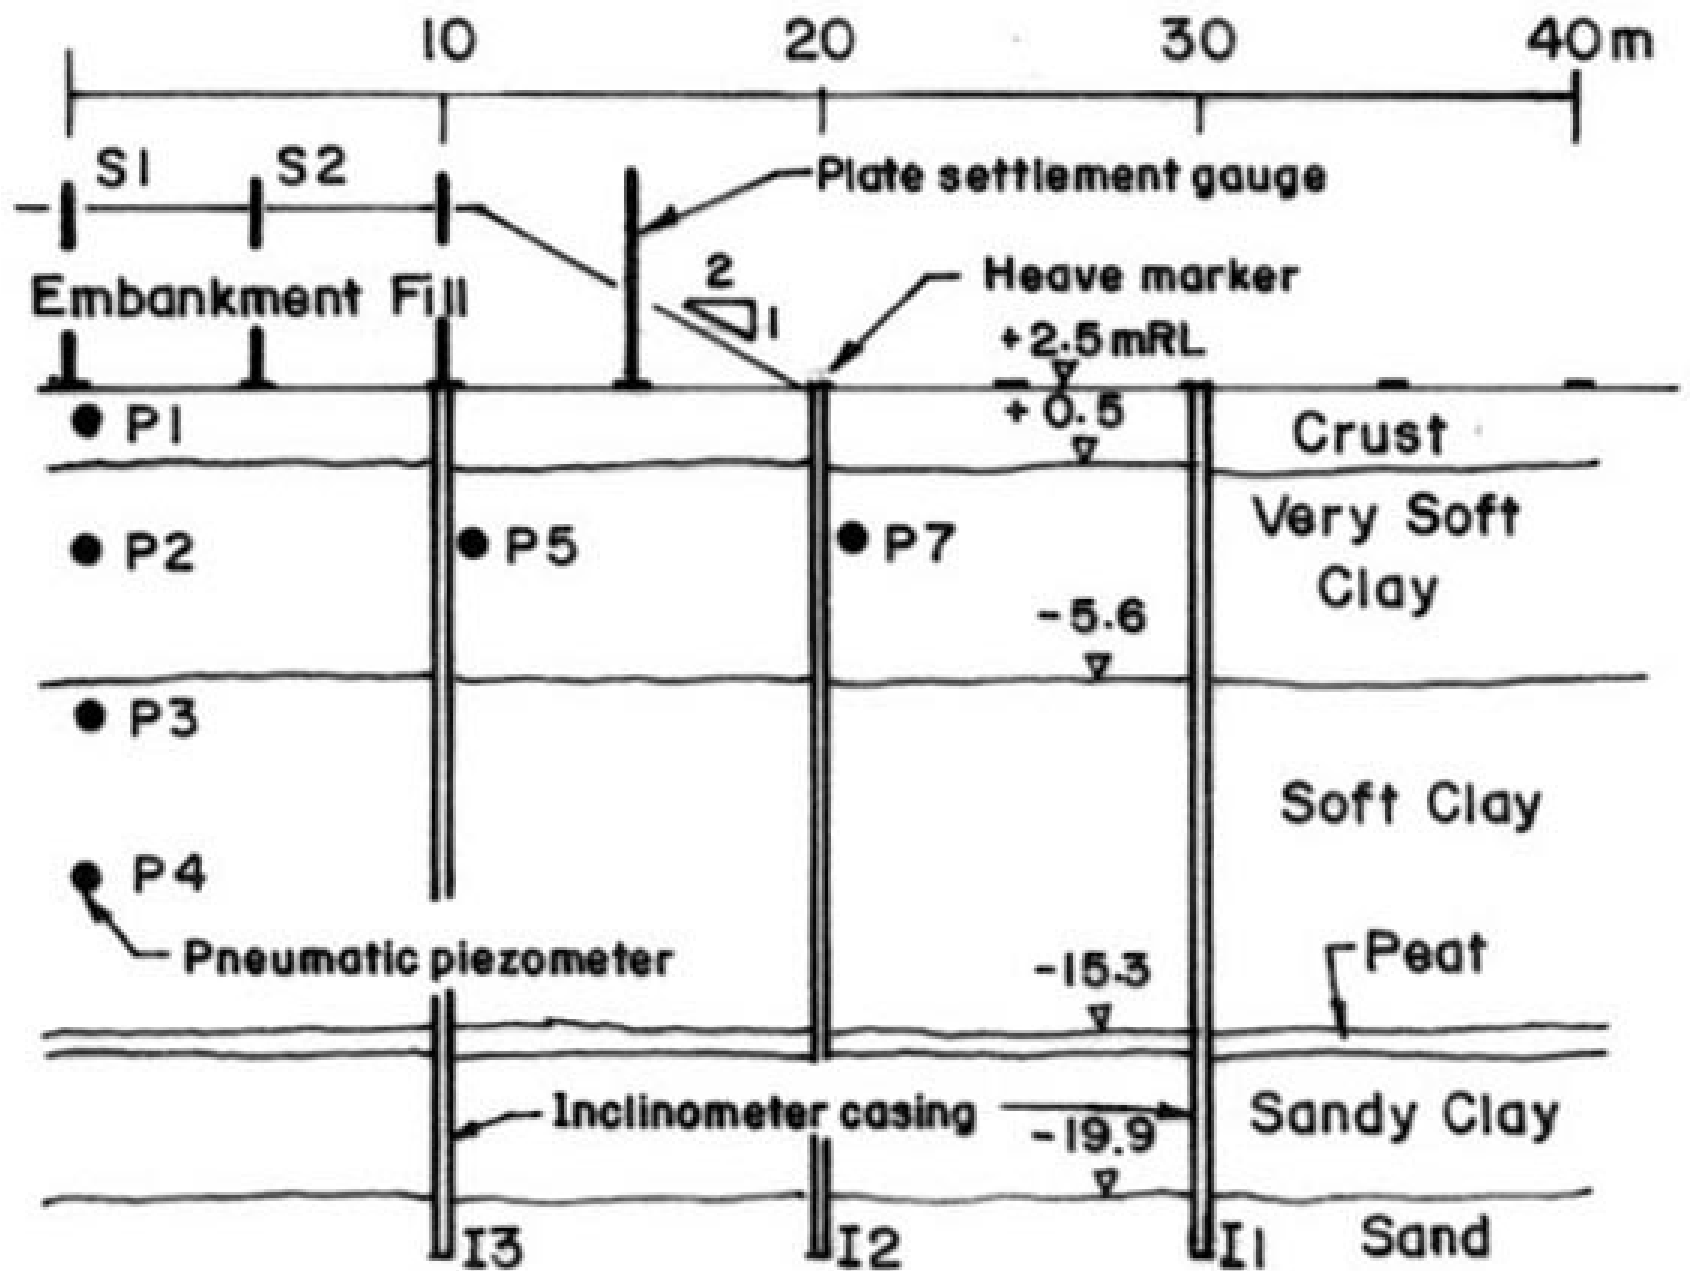 10 20 30 40m
S1 S2
Plate settlement gauge
2
1
Heave marker
Embankment Fill
+2.5mRL
+0.5
P1
Crust
P2
P5
P7
Very Soft
Clay
-5.6
P3
Soft Clay
P4
Pneumatic piezometer
-15.3
Peat
Inclinometer casing
-19.9
Sandy Clay
I3
I2
I1
Sand